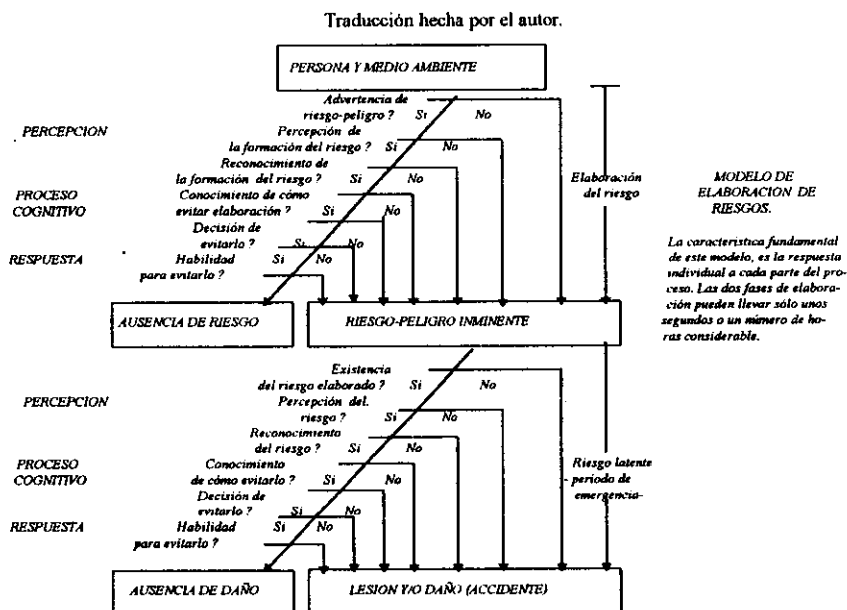 Traducción hecha por el autor.
PERSONA Y MEDIO AMBIENTE
Advertencia de
riesgo-peligro ?
Si
No
PERCEPCION
Percepción de
la formación del riesgo ?
Si
No
Reconocimiento de
la formación del riesgo ?
Si
No
PROCESO
COGNITIVO
Conocimiento de cómo
evitar elaboración ?
Si
No
Decisión de
evitarlo ?
Si
No
RESPUESTA
Habilidad
para evitarlo ?
Si
No
Elaboración
del riesgo
MODELO DE
ELABORACION DE
RIESGOS.
La caracteristica fundamental
de este modelo, es la respuesta
individual a cada parte del pro-
ceso. Las dos fases de elabora-
ción pueden llevar sólo unos
segundos o un número de ho-
ras considerable.
AUSENCIA DE RIESGO
RIESGO-PELIGRO INMINENTE
Existencia
del riesgo elaborado ?
Si
No
PERCEPCION
Percepción del
riesgo ?
Si
No
Reconocimiento
del riesgo ?
Si
No
PROCESO
COGNITIVO
Conocimiento
de cómo evitarlo ?
Si
No
Decisión de
evitarlo ?
Si
No
RESPUESTA
Habilidad
para evitarlo ?
Si
No
Riesgo latente
- período de
emergencia-
AUSENCIA DE DAÑO
LESION Y/O DAÑO (ACCIDENTE)